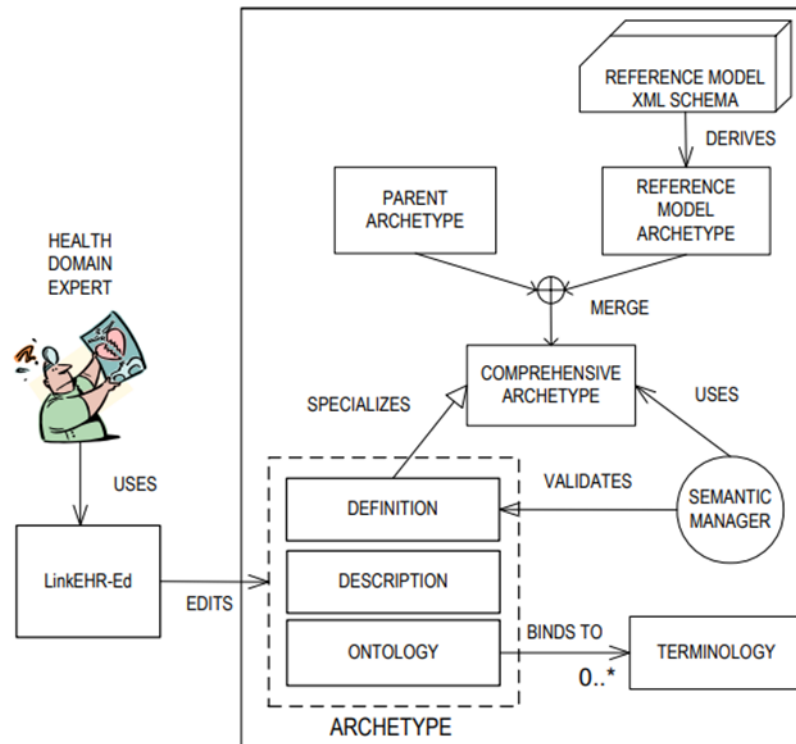 REFERENCE MODEL
XML SCHEMA
DERIVES
PARENT
ARCHETYPE
REFERENCE
MODEL
ARCHETYPE
HEALTH
DOMAIN
EXPERT
MERGE
COMPREHENSIVE
ARCHETYPE
SPECIALIZES
USES
USES
VALIDATES
SEMANTIC
MANAGER
DEFINITION
LinkEHR-Ed
EDITS
DESCRIPTION
ONTOLOGY
BINDS TO
0..*
TERMINOLOGY
ARCHETYPE